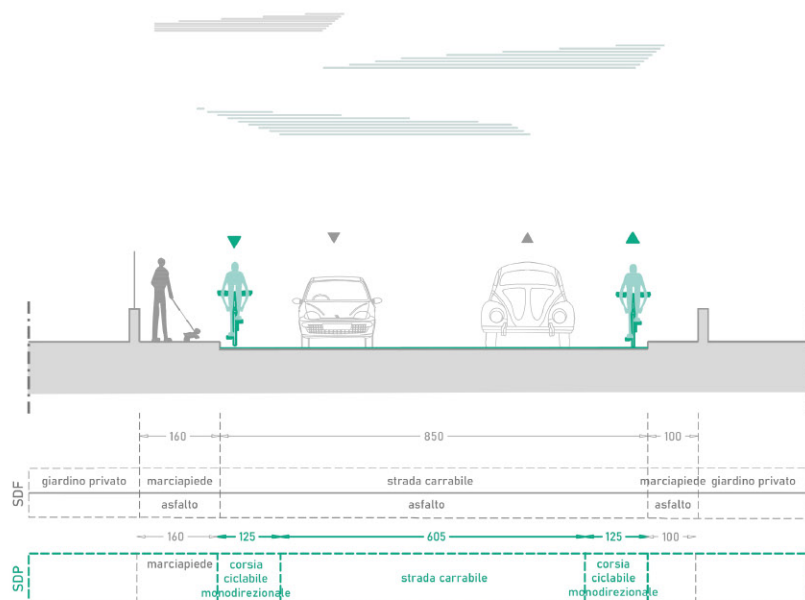 160 850 100
SDF
giardino privato marciapiede strada carrabile marciapiede giardino privato
asfalto asfalto asfalto
160 125 605 125 100
SDP
marciapiede corsia strada carrabile corsia
ciclabile ciclabile
monodirezionale monodirezionale